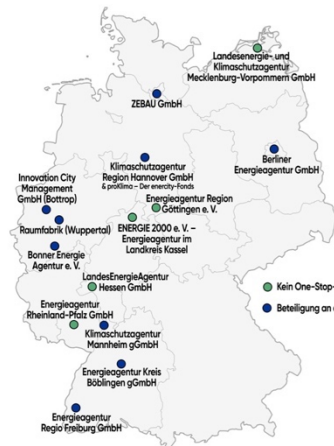 Landesenergie- und
Klimaschutzagentur
Mecklenburg-Vorpommern GmbH
ZEBAU GmbH
Klimaschutzagentur
Region Hannover GmbH
& proKlima – Der enercity-Fonds
Berliner
Energieagentur GmbH
Innovation City
Management
GmbH (Bottrop)
Energieagentur Region
Göttingen e. V.
Raumfabrik (Wuppertal)
ENERGIE 2000 e. V. –
Energieagentur im
Landkreis Kassel
Bonner Energie
Agentur e. V.
LandesEnergieAgentur
Hessen GmbH
Kein One-Stop-
Energieagentur
Rheinland-Pfalz GmbH
Beteiligung an
Klimaschutzagentur
Mannheim gGmbH
Energieagentur Kreis
Böblingen gGmbH
Energieagentur
Regio Freiburg GmbH